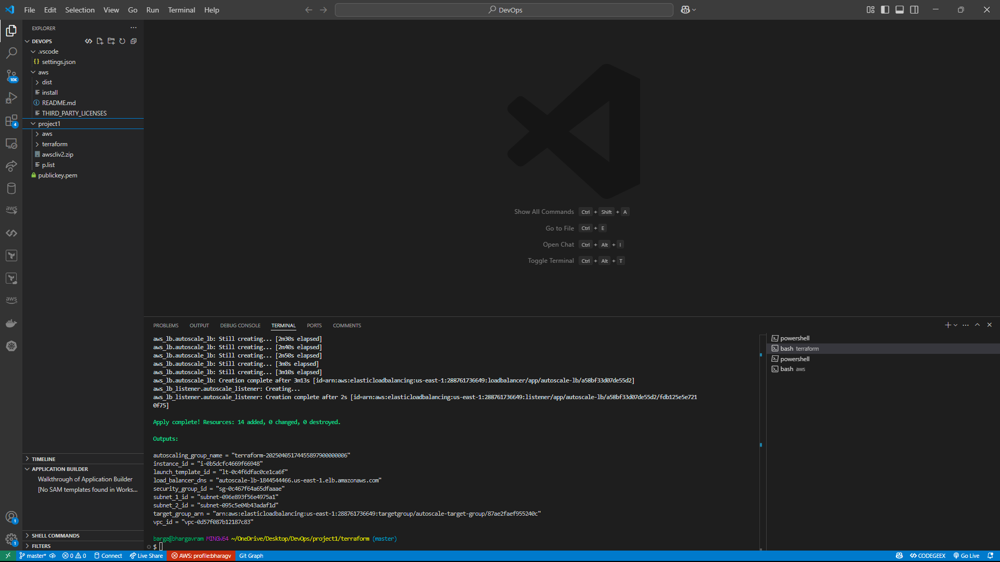 File Edit Selection View Go Run Terminal Help
DevOps
EXPLORER
DEVOPS
.vscode
settings.json
aws
dist
install
README.md
THIRD_PARTY_LICENSES
project1
aws
terraform
awscliv2.zip
p.list
publickey.pem
10K
4
aws
aws
1
1
TIMELINE
APPLICATION BUILDER
Walkthrough of Application Builder
[No SAM templates found in Works...
SHELL COMMANDS
FILTERS
Show All Commands Ctrl + Shift + A
Go to File Ctrl + E
Open Chat Ctrl + Alt + I
Toggle Terminal Ctrl + Alt + T
PROBLEMS OUTPUT DEBUG CONSOLE TERMINAL PORTS COMMENTS
aws_lb.autoscale_lb: Still creating... [2m30s elapsed]
aws_lb.autoscale_lb: Still creating... [2m40s elapsed]
aws_lb.autoscale_lb: Still creating... [2m50s elapsed]
aws_lb.autoscale_lb: Still creating... [3m0s elapsed]
aws_lb.autoscale_lb: Still creating... [3m10s elapsed]
aws_lb.autoscale_lb: Creation complete after 3m13s [id=arn:aws:elasticloadbalancing:us-east-1:288761736649:loadbalancer/app/autoscale-lb/a58bf33d07de55d2]
aws_lb_listener.autoscale_listener: Creating...
aws_lb_listener.autoscale_listener: Creation complete after 2s [id=arn:aws:elasticloadbalancing:us-east-1:288761736649:listener/app/autoscale-lb/a58bf33d07de55d2/fdb125e5e721
0f75]
Apply complete! Resources: 14 added, 0 changed, 0 destroyed.
Outputs:
autoscaling_group_name = "terraform-20250405174455897900000006"
instance_id = "i-0b5dcfc4669f66948"
launch_template_id = "lt-0c4f6dfac0ce1ca6f"
load_balancer_dns = "autoscale-lb-1844544466.us-east-1.elb.amazonaws.com"
security_group_id = "sg-0c467f64a65dfaaae"
subnet_1_id = "subnet-096e893f56e4975a1"
subnet_2_id = "subnet-095c5e04b43adaf1d"
target_group_arn = "arn:aws:elasticloadbalancing:us-east-1:288761736649:targetgroup/autoscale-target-group/87ae2faef955240c"
vpc_id = "vpc-0d57f087b12187c83"
barge@bhargavram MINGW64 ~/OneDrive/Desktop/DevOps/project1/terraform (master)
$
powershell
bash terraform
powershell
bash aws
master* 0 0 Connect Live Share AWS: profile:bharagv Git Graph CODEGEEX Go Live